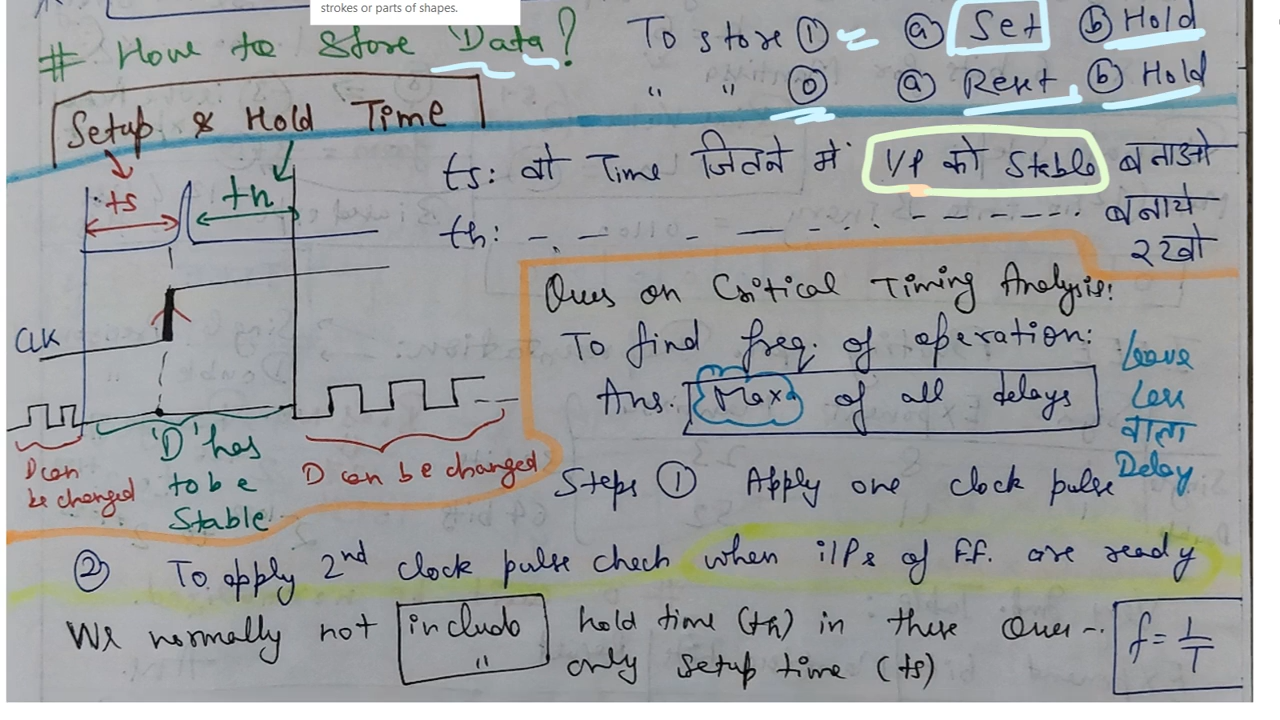 strokes or parts of shapes.
# How to Store Data?
To store ① ⓐ Set ⓑ Hold
" " ⓪ ⓐ Reset ⓑ Hold
Setup & Hold Time
ts: वो Time जितने में I/P को Stable बनाओ
th: - - - - - - - - - - - - बनाये रखो
ts th
CLK
D can be changed
'D' has to be Stable
D can be changed
Ques on Critical Timing Analysis:
To find freq. of operation:
Ans. Max of all delays
Leave
Less
वाला
Delay
Steps ① Apply one clock pulse
② To apply 2nd clock pulse check when i/Ps of F.F. are ready
We normally not include hold time (th) in these Ques -.
" only setup time (ts)
f = 1/T